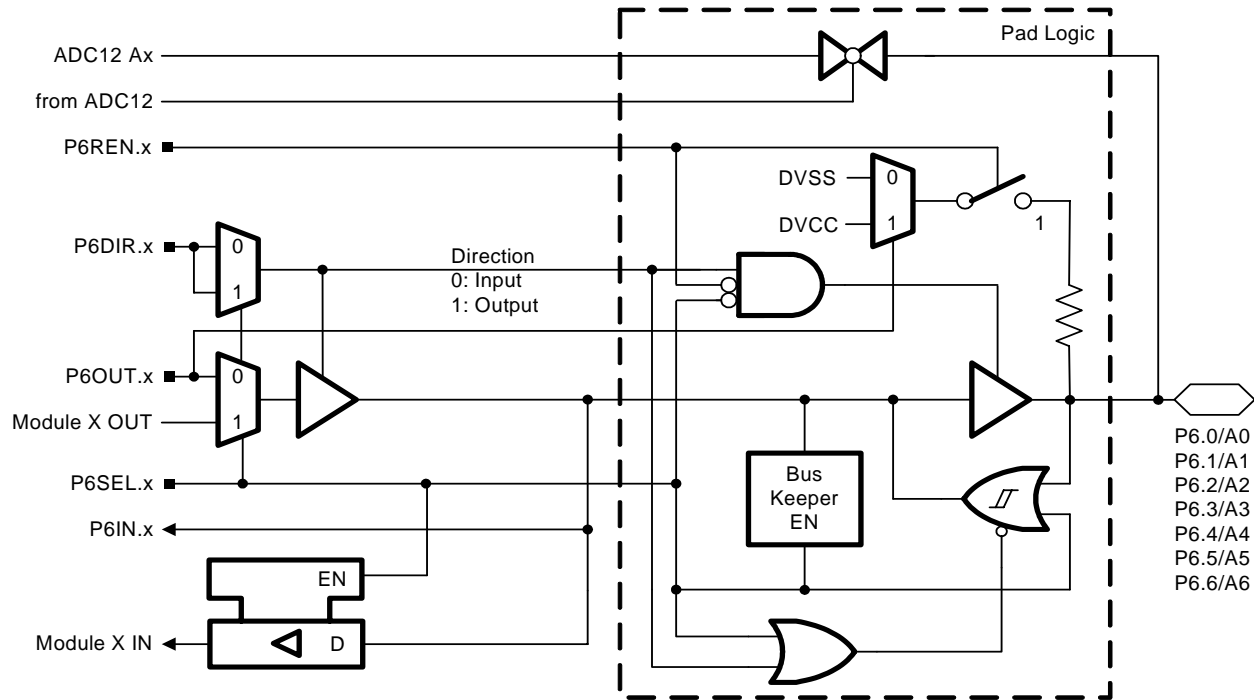 Pad Logic
ADC12 Ax
from ADC12
P6REN.x
DVSS
0
DVCC
1
1
P6DIR.x
0
1
Direction
0: Input
1: Output
P6OUT.x
0
Module X OUT
1
P6SEL.x
P6IN.x
Bus
Keeper
EN
P6.0/A0
P6.1/A1
P6.2/A2
P6.3/A3
P6.4/A4
P6.5/A5
P6.6/A6
EN
Module X IN
D